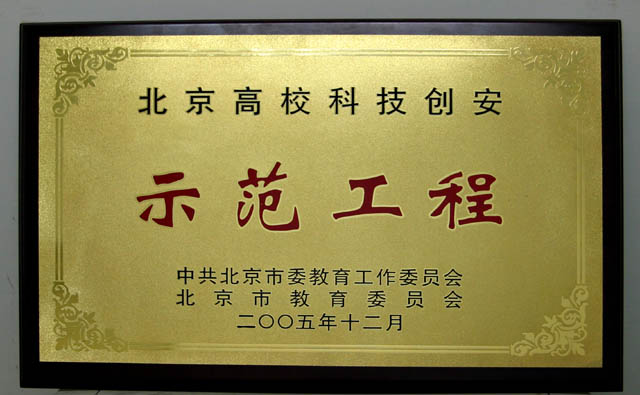 北京高校科技创安
示范工程
中共北京市委教育工作委员会
北京市教育委员会
二〇〇五年十二月